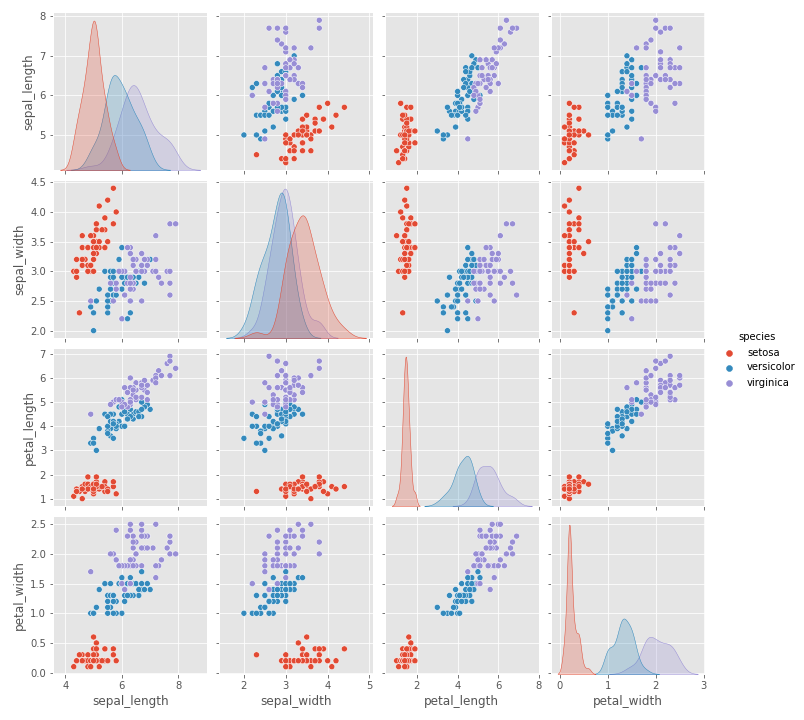 8
7
6
5
sepal_length
4.5
4.0
3.5
3.0
2.5
2.0
sepal_width
species
setosa
versicolor
virginica
7
6
5
4
3
2
1
petal_length
2.5
2.0
1.5
1.0
0.5
0.0
petal_width
4 6 8
2 3 4 5
2 4 6 8
0 1 2 3
sepal_length sepal_width petal_length petal_width